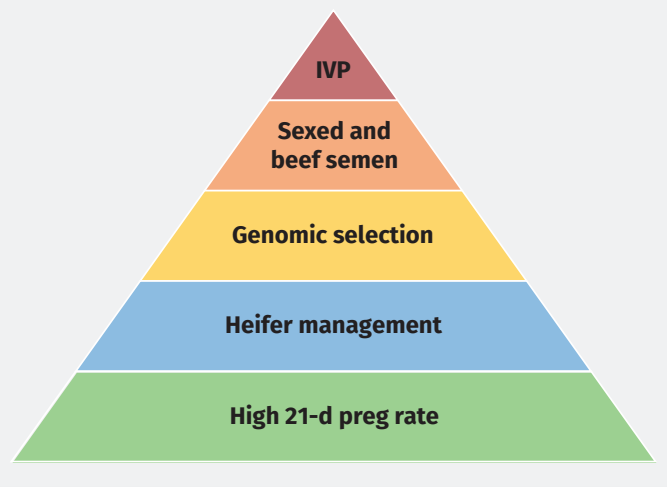 IVP
Sexed and
beef semen
Genomic selection
Heifer management
High 21-d preg rate